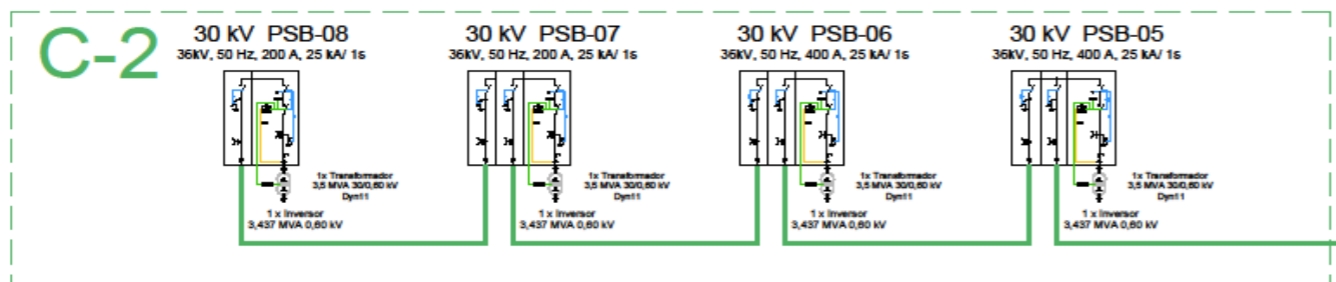 C-2
30 kV PSB-08
36kV, 50 Hz, 200 A, 25 kA/ 1s
1x Transformador
3,5 MVA 30/0,60 kV
Dyn11
1 x Inversor
3,437 MVA 0,60 kV
30 kV PSB-07
36kV, 50 Hz, 200 A, 25 kA/ 1s
1x Transformador
3,5 MVA 30/0,60 kV
Dyn11
1 x Inversor
3,437 MVA 0,60 kV
30 kV PSB-06
36kV, 50 Hz, 400 A, 25 kA/ 1s
1x Transformador
3,5 MVA 30/0,60 kV
Dyn11
1 x Inversor
3,437 MVA 0,60 kV
30 kV PSB-05
36kV, 50 Hz, 400 A, 25 kA/ 1s
1x Transformador
3,5 MVA 30/0,60 kV
Dyn11
1 x Inversor
3,437 MVA 0,60 kV